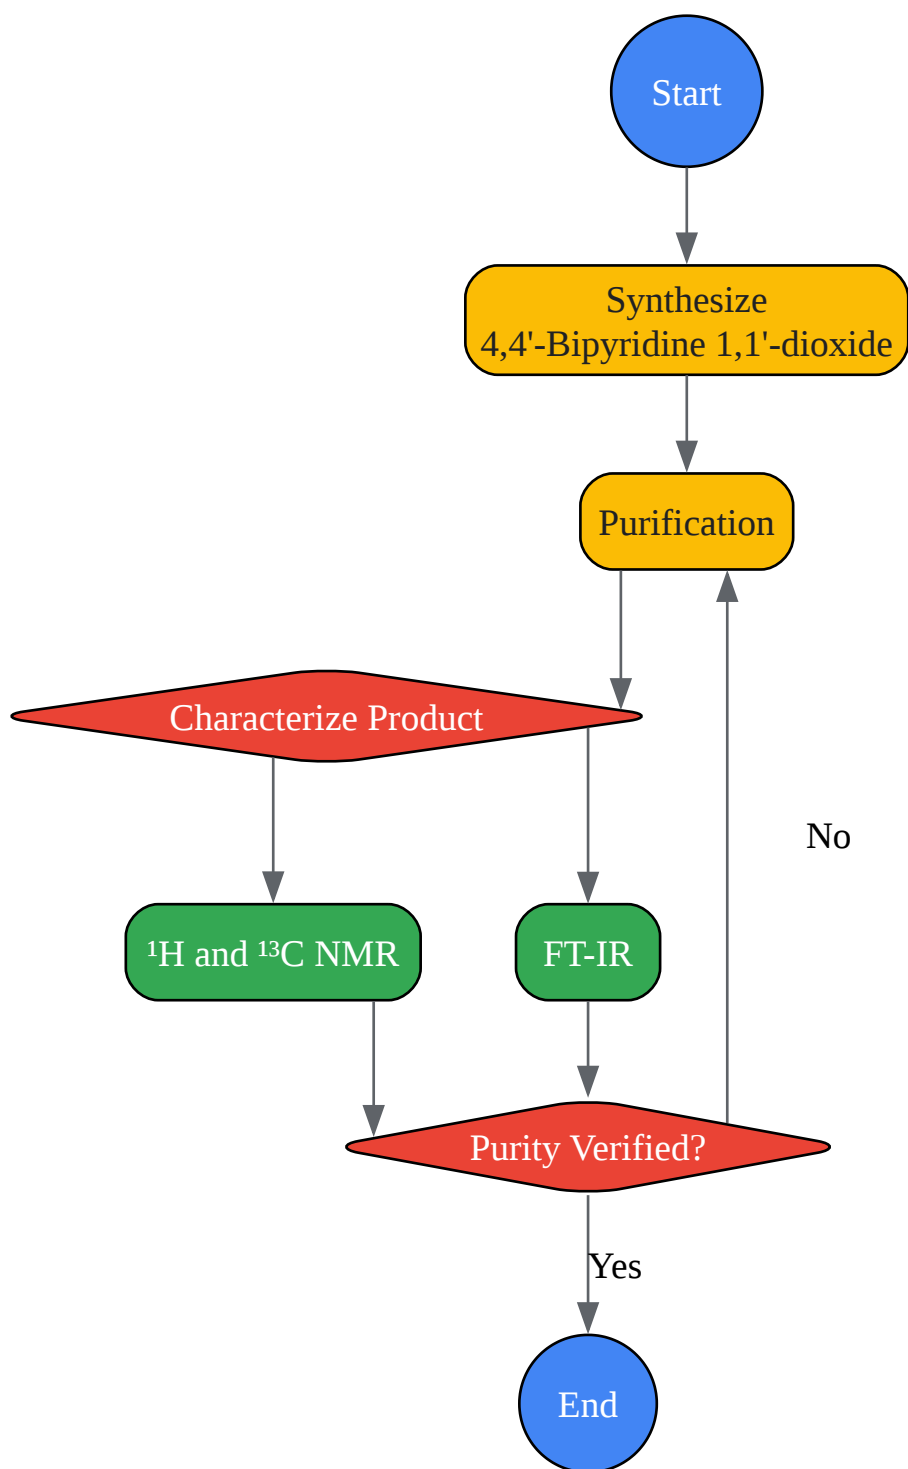 Start
Synthesize
4,4'-Bipyridine 1,1'-dioxide
Purification
Characterize Product
No
¹H and ¹³C NMR
FT-IR
Purity Verified?
Yes
End